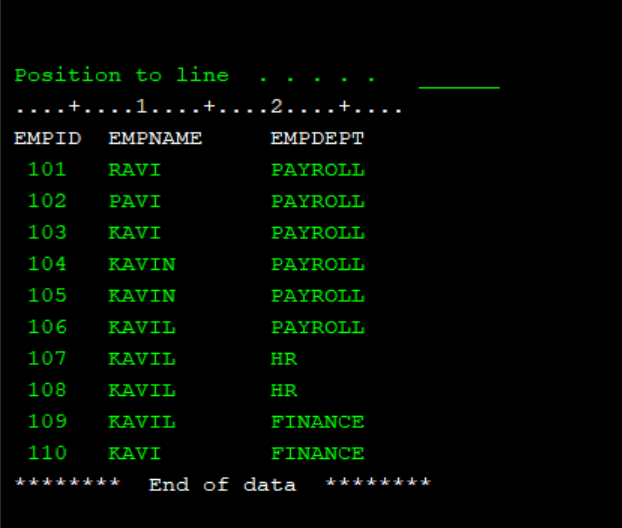 Position to line  . . . . .  ______
....+....1....+....2....+....
EMPID  EMPNAME     EMPDEPT
 101   RAVI        PAYROLL
 102   PAVI        PAYROLL
 103   KAVI        PAYROLL
 104   KAVIN       PAYROLL
 105   KAVIN       PAYROLL
 106   KAVIL       PAYROLL
 107   KAVIL       HR
 108   KAVIL       HR
 109   KAVIL       FINANCE
 110   KAVI        FINANCE
********  End of data  ********